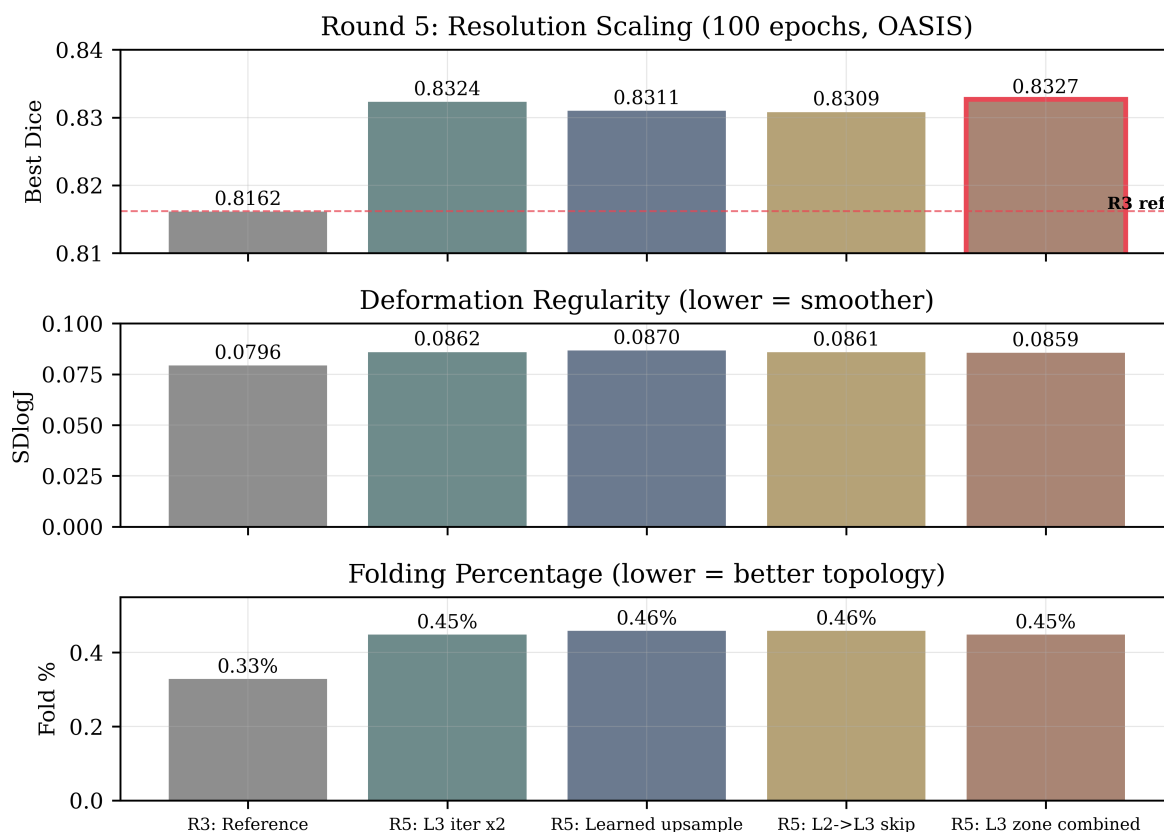 Round 5: Resolution Scaling (100 epochs, OASIS)
Best Dice
0.84
0.83
0.82
0.81
0.8162
0.8324
0.8311
0.8309
0.8327
R3 ref
Deformation Regularity (lower = smoother)
SDlogJ
0.100
0.075
0.050
0.025
0.000
0.0796
0.0862
0.0870
0.0861
0.0859
Folding Percentage (lower = better topology)
Fold %
0.4
0.2
0.0
0.33%
0.45%
0.46%
0.46%
0.45%
R3: Reference
R5: L3 iter x2
R5: Learned upsample
R5: L2->L3 skip
R5: L3 zone combined